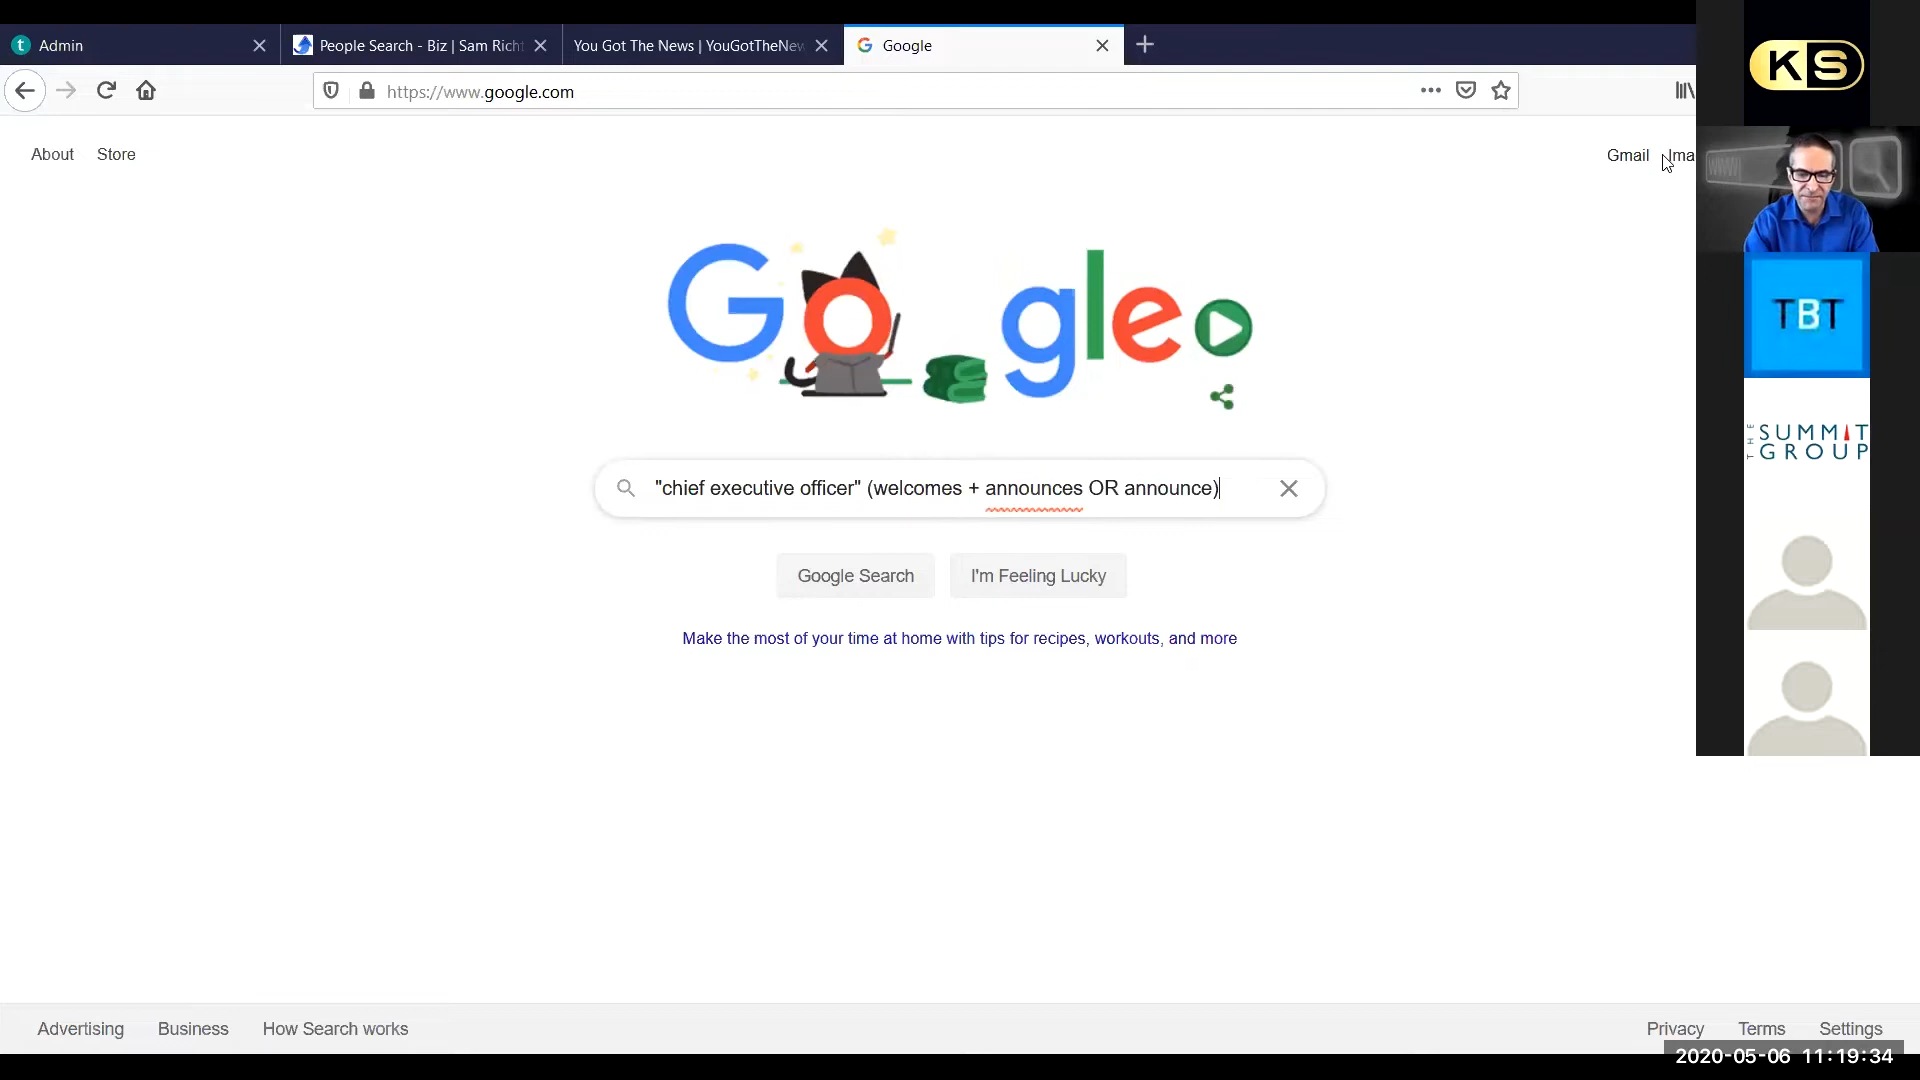 Admin
People Search - Biz | Sam Richt
You Got The News | YouGotTheNew
Google
https://www.google.com
About Store
Gmail Ima
Google
"chief executive officer" (welcomes + announces OR announce)
Google Search
I'm Feeling Lucky
Make the most of your time at home with tips for recipes, workouts, and more
KS
WWW
TBT
THE
SUMMIT
GROUP
Advertising Business How Search works
Privacy Terms Settings
2020-05-06 11:19:34